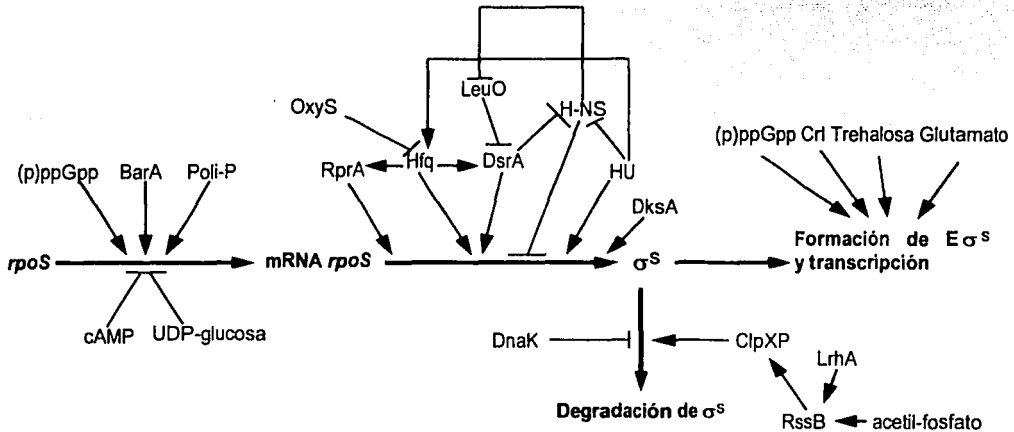 LeuO
OxyS
H-NS
(p)ppGpp Crl Trehalosa Glutamato
(p)ppGpp BarA Poli-P
RprA Hfq DsrA HU
DksA
rpoS mRNA rpoS σS Formación de EσS
y transcripción
cAMP UDP-glucosa
DnaK ClpXP
LrhA
Degradación de σS
RssB acetil-fosfato